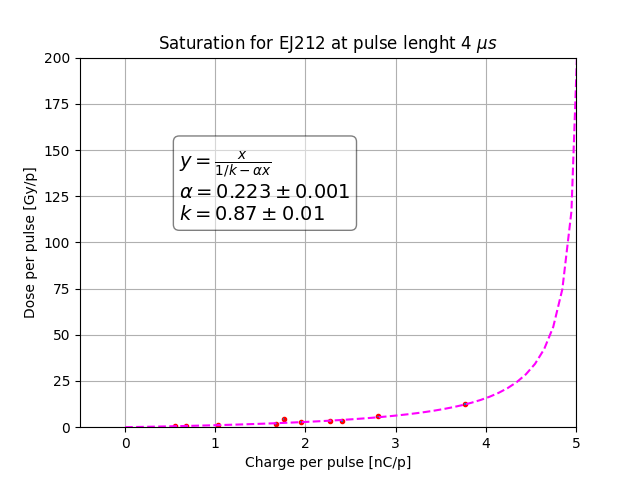 Saturation for EJ212 at pulse lenght 4 μs
200
175
150
125
100
75
50
25
0
Dose per pulse [Gy/p]
y = x / (1/k − αx)
α = 0.223 ± 0.001
k = 0.87 ± 0.01
0 1 2 3 4 5
Charge per pulse [nC/p]